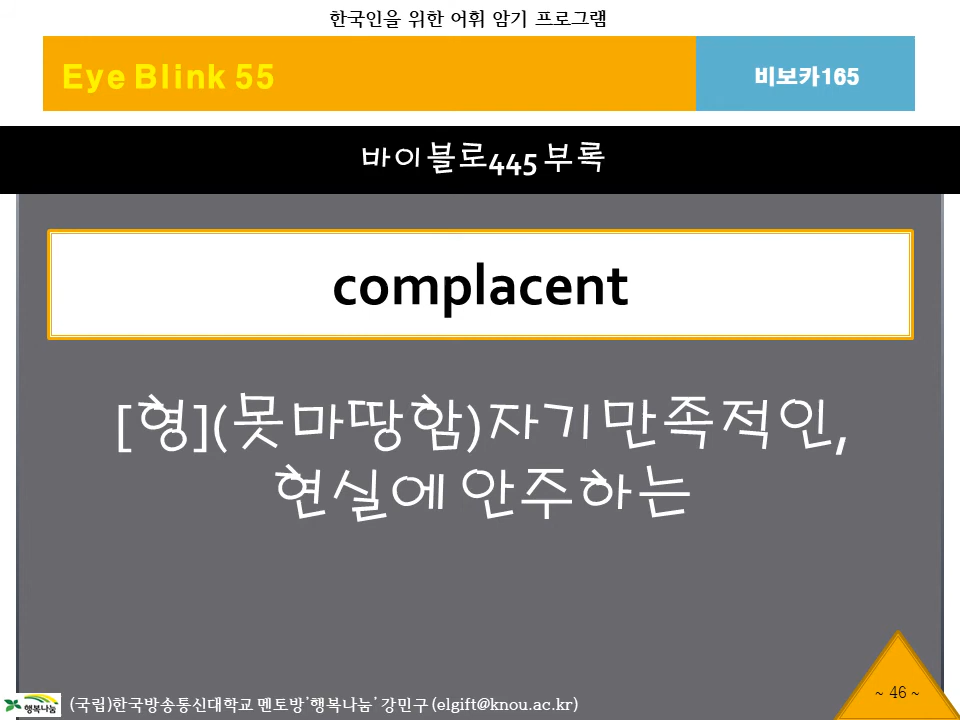 한국인을 위한 어휘 암기 프로그램
Eye Blink 55
비보카165
바이블로445 부록
complacent
[형](못마땅함)자기만족적인,
현실에 안주하는
~ 46 ~
행복나눔
(국립)한국방송통신대학교 멘토방'행복나눔' 강민구 (elgift@knou.ac.kr)